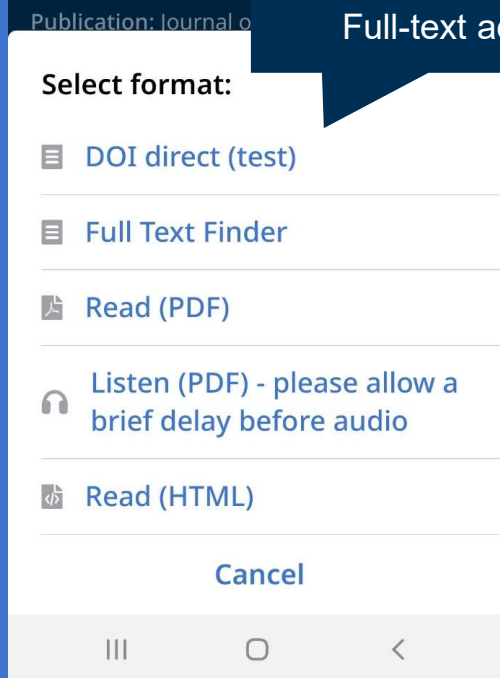 Publication: Journal o
Full-text a
Select format:
DOI direct (test)
Full Text Finder
Read (PDF)
Listen (PDF) - please allow a
brief delay before audio
Read (HTML)
Cancel